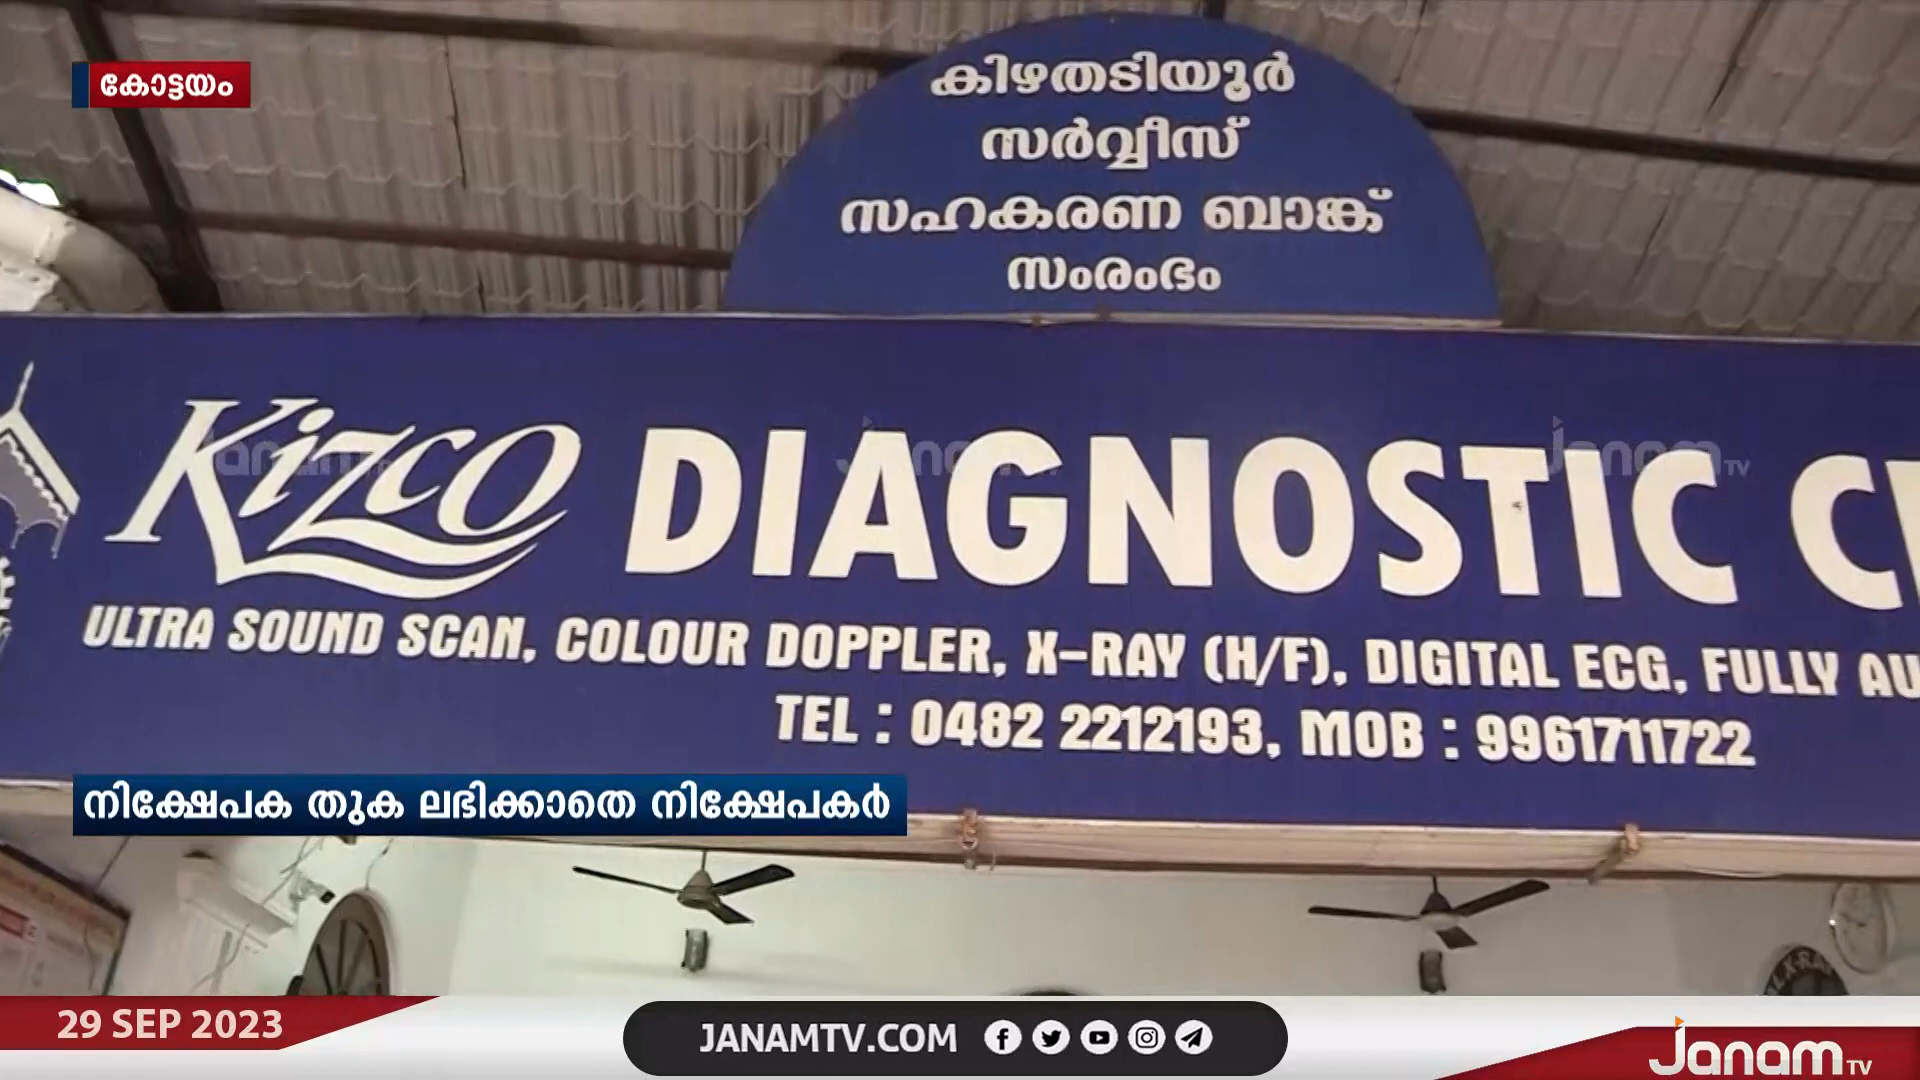 കോട്ടയം
കിഴതടിയൂർ
സർവ്വീസ്
സഹകരണ ബാങ്ക്
സംരംഭം
Kizco DIAGNOSTIC
ULTRA SOUND SCAN, COLOUR DOPPLER, X-RAY (H/F), DIGITAL ECG, FULLY AU
TEL : 0482 2212193, MOB : 9961711722
നിക്ഷേപക തുക ലഭിക്കാതെ നിക്ഷേപകർ
29 SEP 2023
JANAMTV.COM
Janam TV